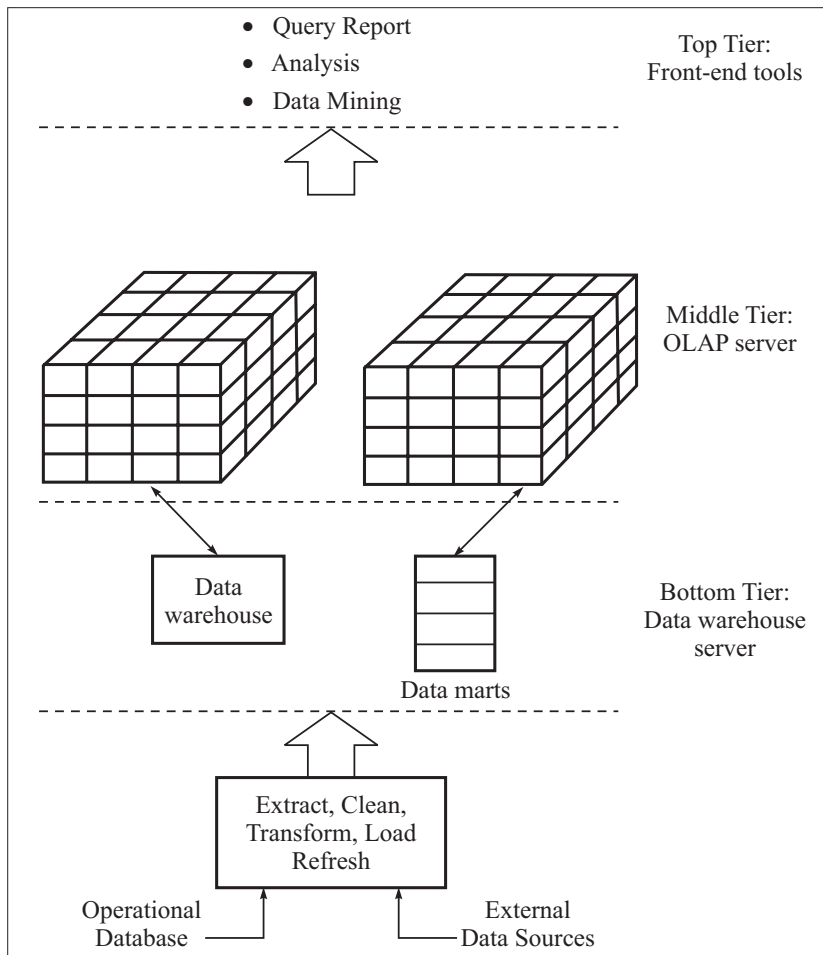 • Query Report
• Analysis
• Data Mining
Top Tier:
Front-end tools
Middle Tier:
OLAP server
Data
warehouse
Data marts
Bottom Tier:
Data warehouse
server
Extract, Clean,
Transform, Load
Refresh
Operational
Database
External
Data Sources